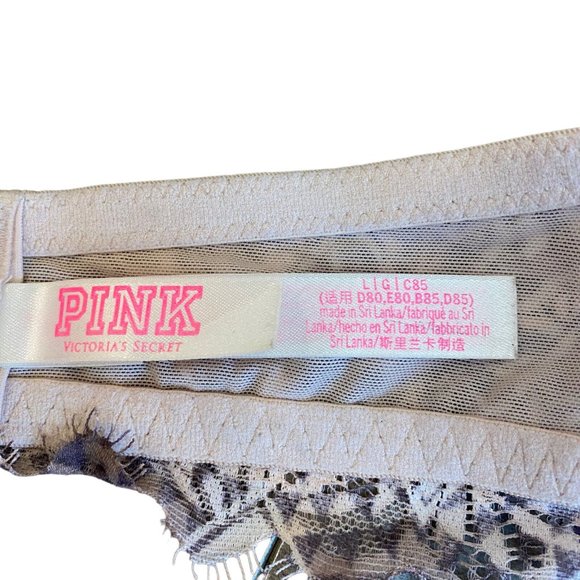 PINK
VICTORIA'S SECRET
L | G | C85
(适用 D80,E80,B85,D85)
made in Sri Lanka/fabriqué au Sri
Lanka/hecho en Sri Lanka/fabbricato in
Sri Lanka/斯里兰卡制造